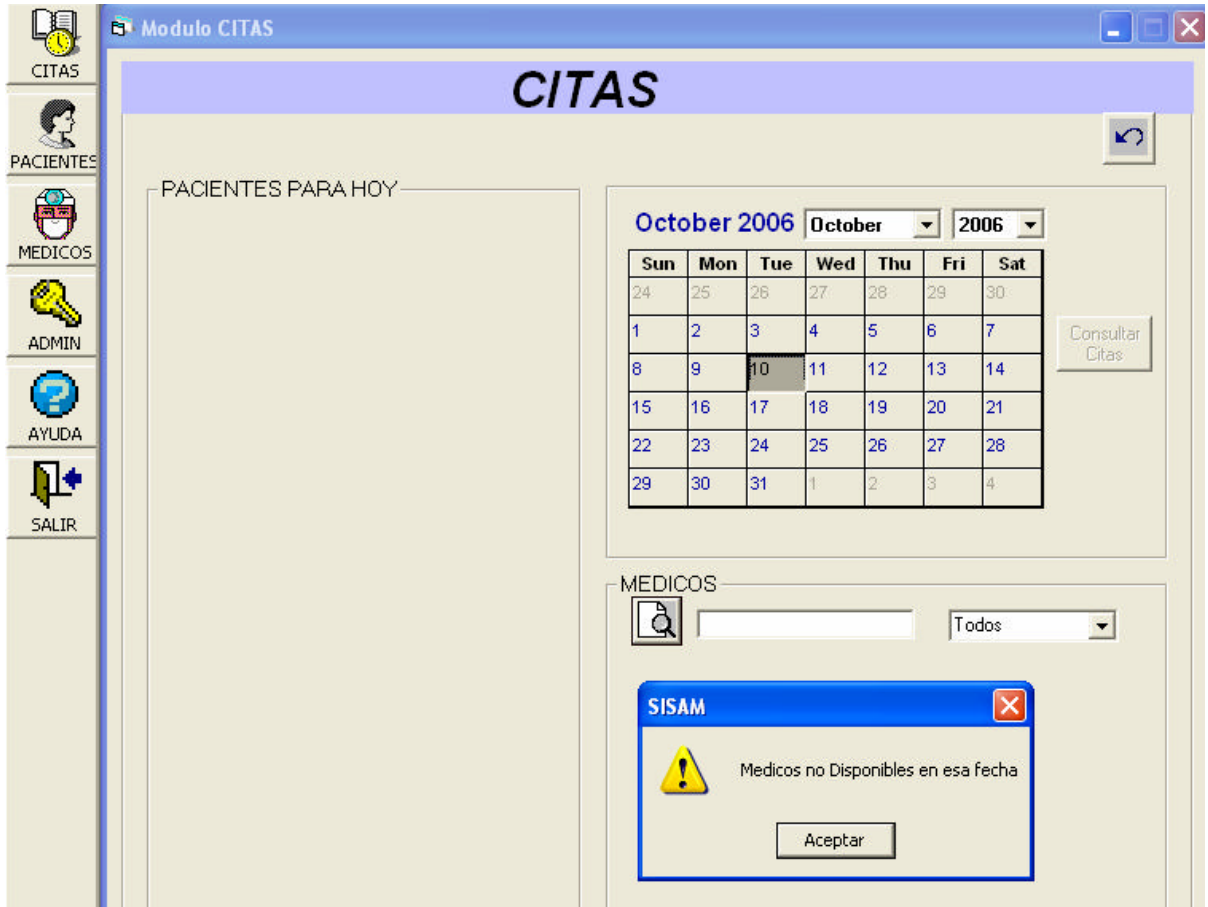 CITAS
PACIENTES
MEDICOS
ADMIN
AYUDA
SALIR
Modulo CITAS
CITAS
PACIENTES PARA HOY
October 2006 October 2006
Sun Mon Tue Wed Thu Fri Sat
24 25 26 27 28 29 30
1 2 3 4 5 6 7
8 9 10 11 12 13 14
15 16 17 18 19 20 21
22 23 24 25 26 27 28
29 30 31 1 2 3 4
Consultar
Citas
MEDICOS
Todos
SISAM
Medicos no Disponibles en esa fecha
Aceptar